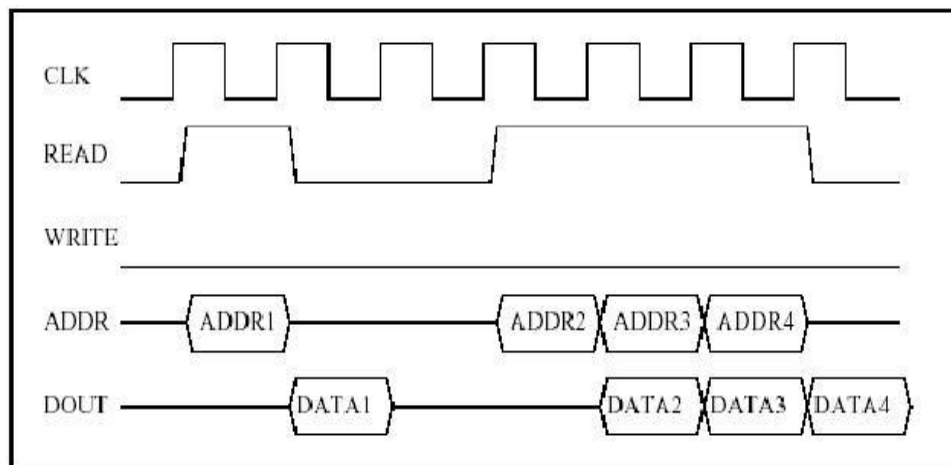 CLK
READ
WRITE
ADDR ADDR1 ADDR2 ADDR3 ADDR4
DOUT DATA1 DATA2 DATA3 DATA4